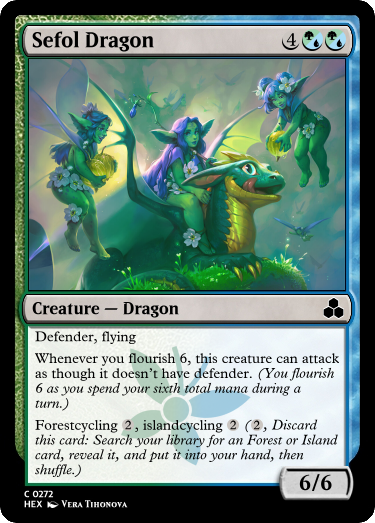 Sefol Dragon 4
Creature — Dragon
Defender, flying
Whenever you flourish 6, this creature can attack
as though it doesn't have defender. (You flourish
6 as you spend your sixth total mana during a
turn.)
Forestcycling 2, islandcycling 2 (2, Discard
this card: Search your library for an Forest or Island
card, reveal it, and put it into your hand, then
shuffle.)
6/6
C 0272
HEX Vera Tihonova